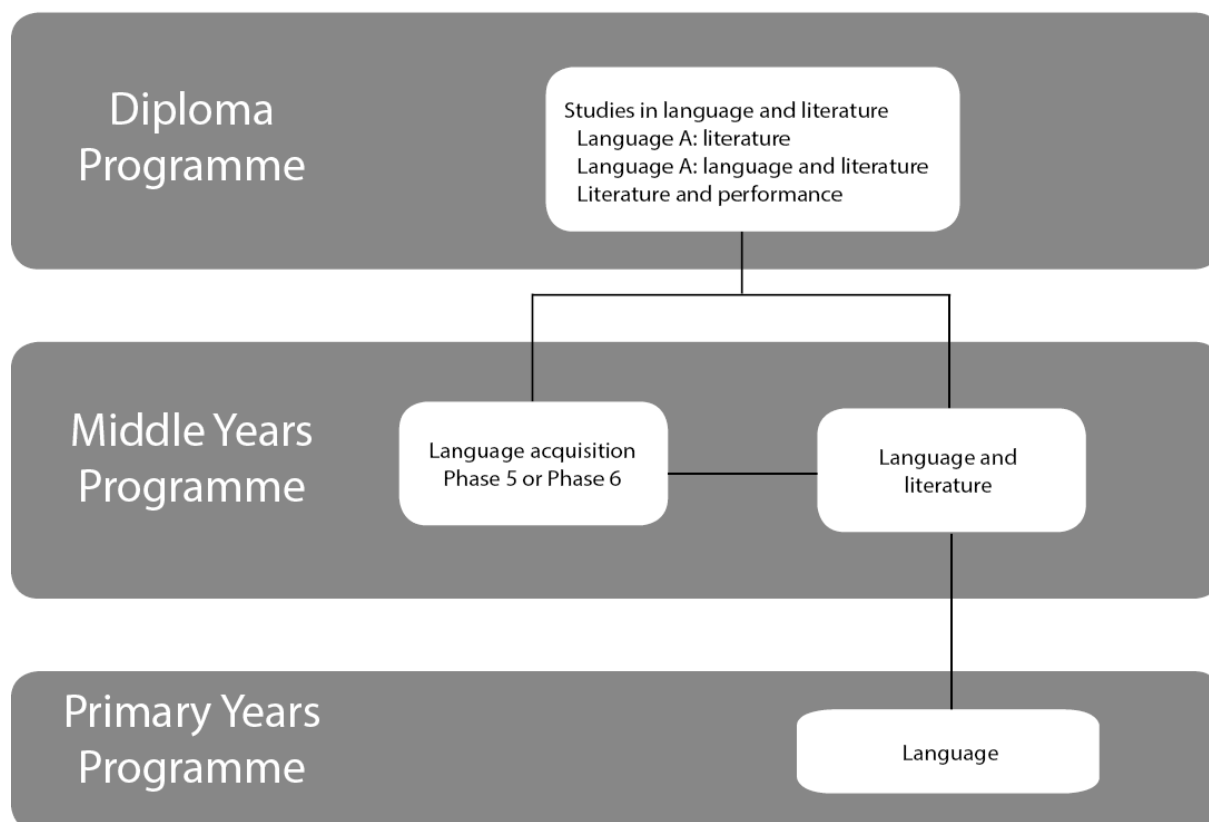 Diploma
Programme
Studies in language and literature
Language A: literature
Language A: language and literature
Literature and performance
Middle Years
Programme
Language acquisition
Phase 5 or Phase 6
Language and
literature
Primary Years
Programme
Language